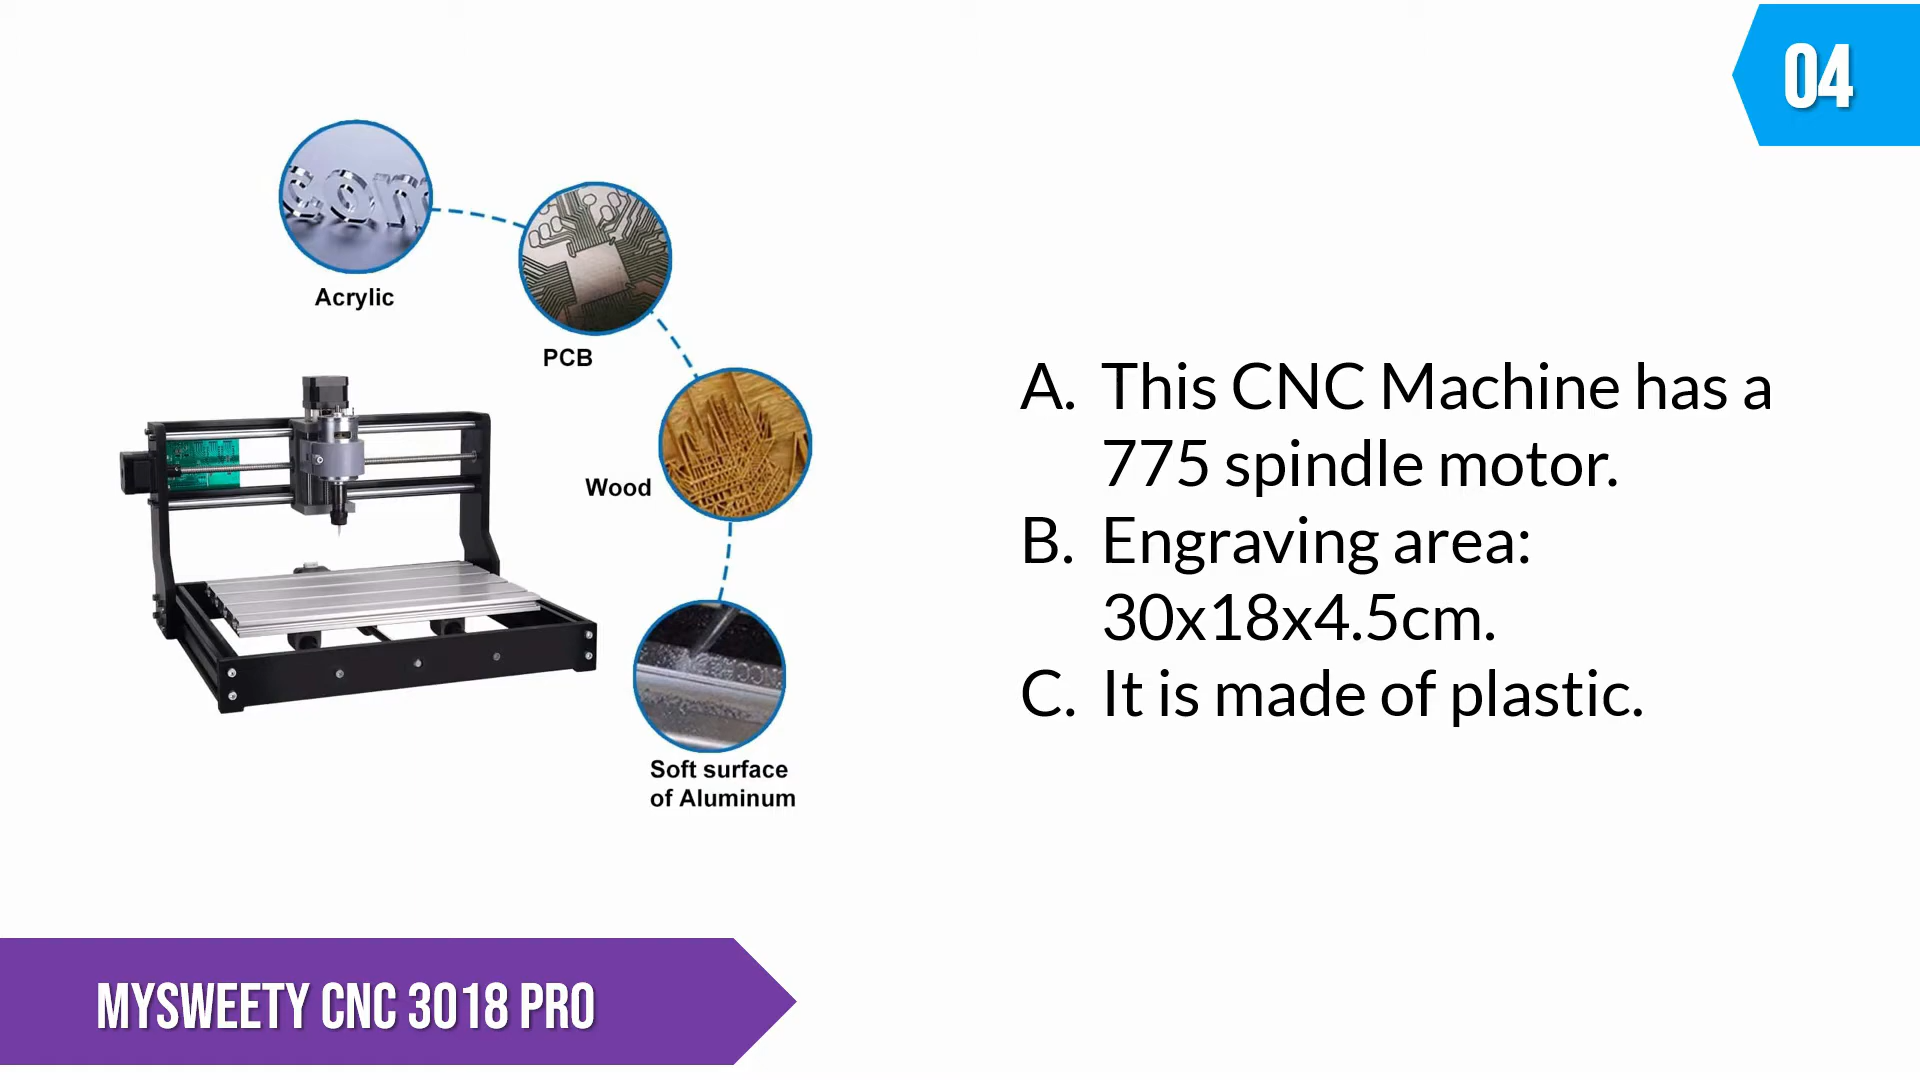 04
Acrylic
PCB
Wood
Soft surface
of Aluminum
A. This CNC Machine has a
775 spindle motor.
B. Engraving area:
30x18x4.5cm.
C. It is made of plastic.
MYSWEETY CNC 3018 PRO